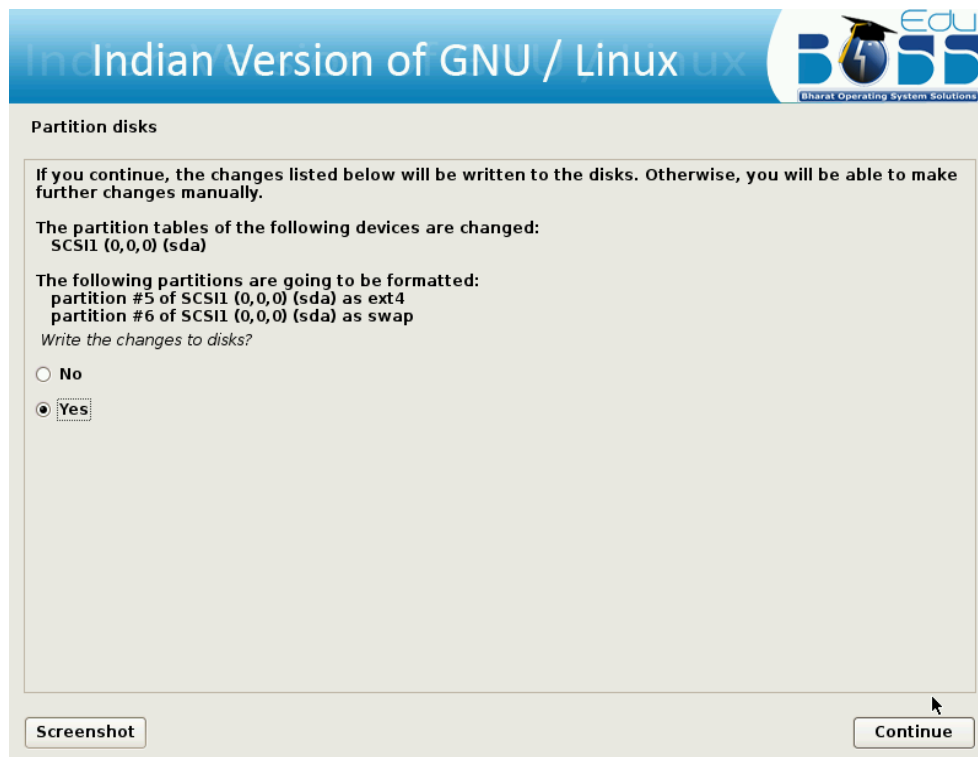 Indian Version of GNU / Linux
Edu
BOSS
Bharat Operating System Solutions
Partition disks
If you continue, the changes listed below will be written to the disks. Otherwise, you will be able to make
further changes manually.
The partition tables of the following devices are changed:
SCSI1 (0,0,0) (sda)
The following partitions are going to be formatted:
partition #5 of SCSI1 (0,0,0) (sda) as ext4
partition #6 of SCSI1 (0,0,0) (sda) as swap
Write the changes to disks?
No
Yes
Screenshot
Continue